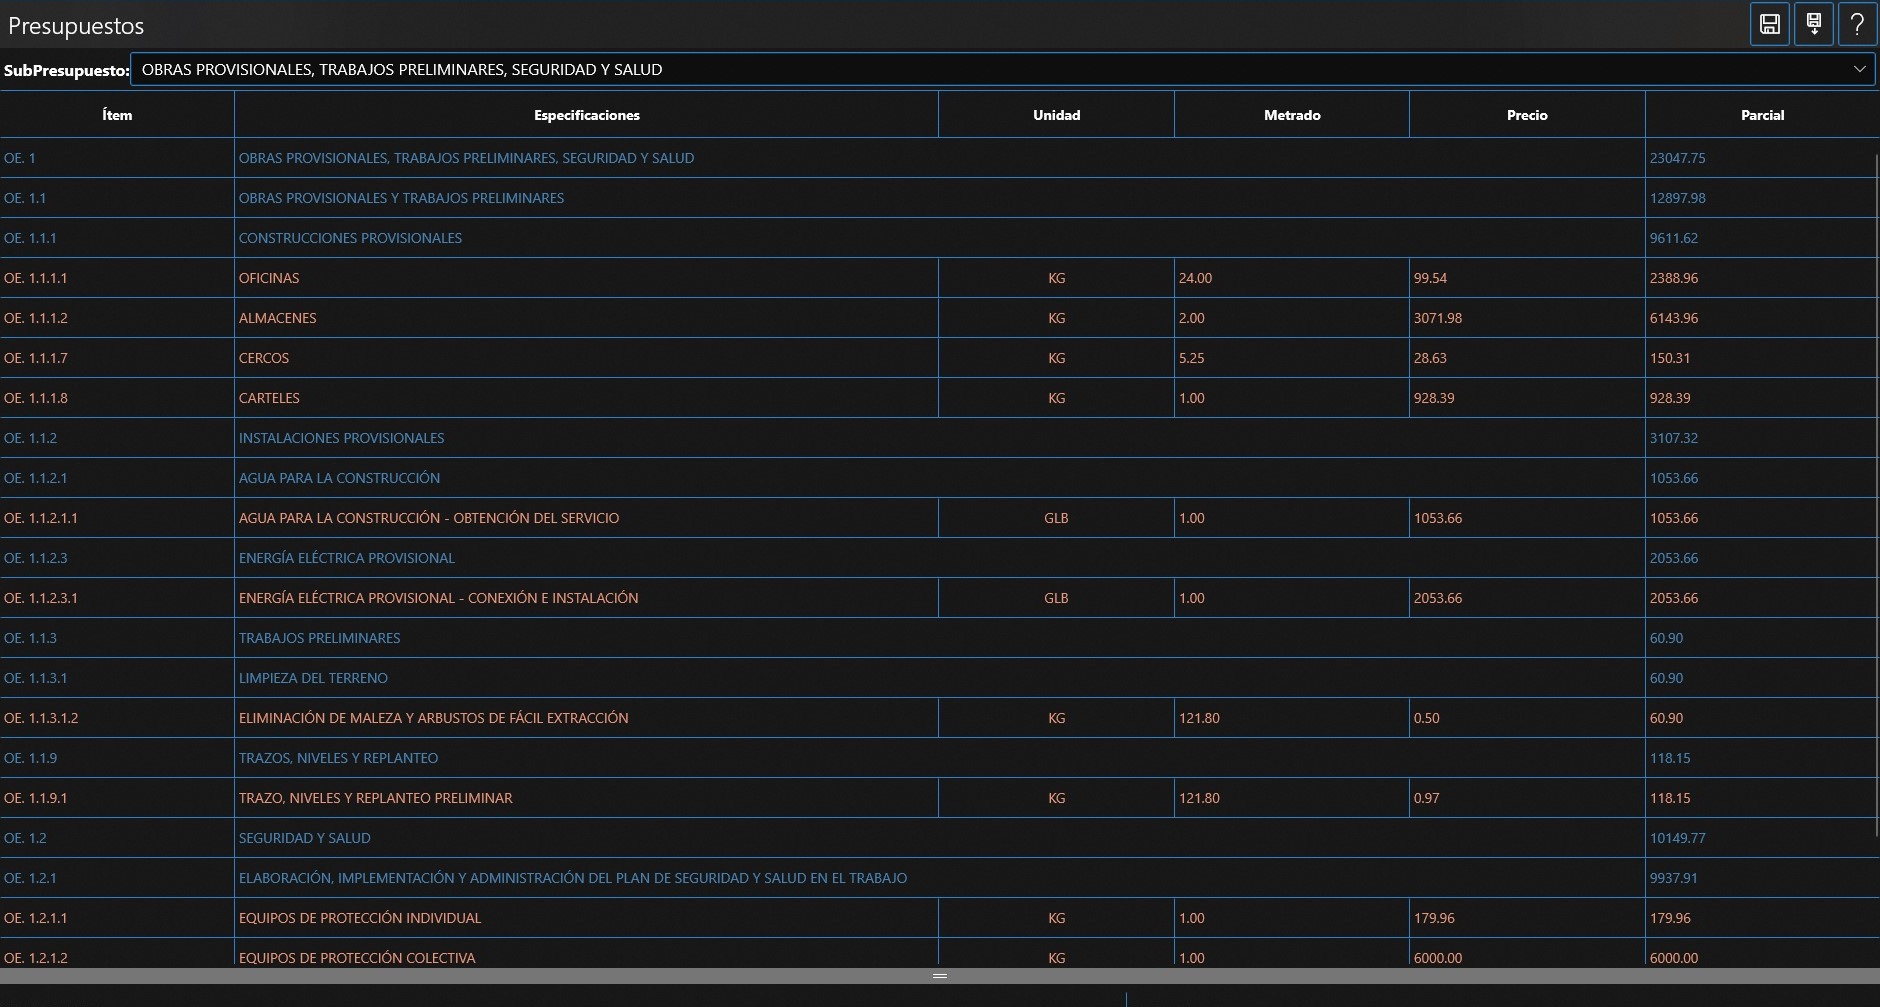 Presupuestos
?
SubPresupuesto: OBRAS PROVISIONALES, TRABAJOS PRELIMINARES, SEGURIDAD Y SALUD
Ítem Especificaciones Unidad Metrado Precio Parcial
OE. 1 OBRAS PROVISIONALES, TRABAJOS PRELIMINARES, SEGURIDAD Y SALUD 23047.75
OE. 1.1 OBRAS PROVISIONALES Y TRABAJOS PRELIMINARES 12897.98
OE. 1.1.1 CONSTRUCCIONES PROVISIONALES 9611.62
OE. 1.1.1.1 OFICINAS KG 24.00 99.54 2388.96
OE. 1.1.1.2 ALMACENES KG 2.00 3071.98 6143.96
OE. 1.1.1.7 CERCOS KG 5.25 28.63 150.31
OE. 1.1.1.8 CARTELES KG 1.00 928.39 928.39
OE. 1.1.2 INSTALACIONES PROVISIONALES 3107.32
OE. 1.1.2.1 AGUA PARA LA CONSTRUCCIÓN 1053.66
OE. 1.1.2.1.1 AGUA PARA LA CONSTRUCCIÓN - OBTENCIÓN DEL SERVICIO GLB 1.00 1053.66 1053.66
OE. 1.1.2.3 ENERGÍA ELÉCTRICA PROVISIONAL 2053.66
OE. 1.1.2.3.1 ENERGÍA ELÉCTRICA PROVISIONAL - CONEXIÓN E INSTALACIÓN GLB 1.00 2053.66 2053.66
OE. 1.1.3 TRABAJOS PRELIMINARES 60.90
OE. 1.1.3.1 LIMPIEZA DEL TERRENO 60.90
OE. 1.1.3.1.2 ELIMINACIÓN DE MALEZA Y ARBUSTOS DE FÁCIL EXTRACCIÓN KG 121.80 0.50 60.90
OE. 1.1.9 TRAZOS, NIVELES Y REPLANTEO 118.15
OE. 1.1.9.1 TRAZO, NIVELES Y REPLANTEO PRELIMINAR KG 121.80 0.97 118.15
OE. 1.2 SEGURIDAD Y SALUD 10149.77
OE. 1.2.1 ELABORACIÓN, IMPLEMENTACIÓN Y ADMINISTRACIÓN DEL PLAN DE SEGURIDAD Y SALUD EN EL TRABAJO 9937.91
OE. 1.2.1.1 EQUIPOS DE PROTECCIÓN INDIVIDUAL KG 1.00 179.96 179.96
OE. 1.2.1.2 EQUIPOS DE PROTECCIÓN COLECTIVA KG 1.00 6000.00 6000.00